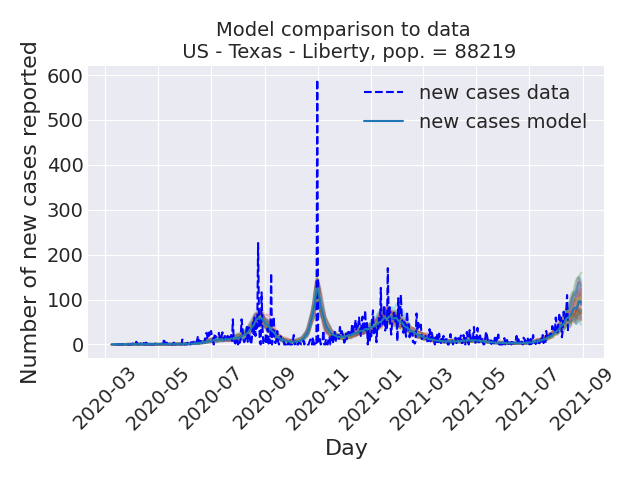 Model comparison to data
US - Texas - Liberty, pop. = 88219
Number of new cases reported
600
500
400
300
200
100
0
new cases data
new cases model
2020-03
2020-05
2020-07
2020-09
2020-11
2021-01
2021-03
2021-05
2021-07
2021-09
Day